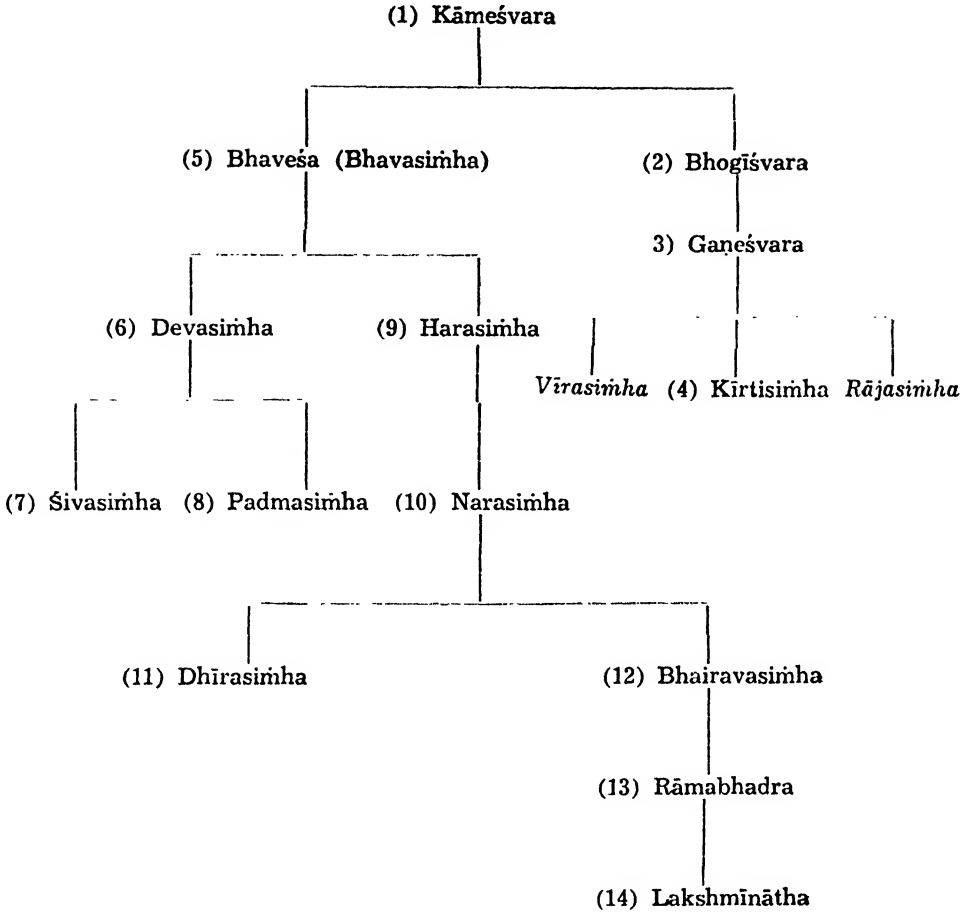 (1) Kāmeśvara
(5) Bhaveśa (Bhavasiṁha) (2) Bhogīśvara
3) Gaṇeśvara
(6) Devasiṁha (9) Harasiṁha
Vīrasiṁha (4) Kīrtisiṁha Rājasiṁha
(7) Śivasiṁha (8) Padmasiṁha (10) Narasiṁha
(11) Dhīrasiṁha (12) Bhairavasiṁha
(13) Rāmabhadra
(14) Lakshmīnātha